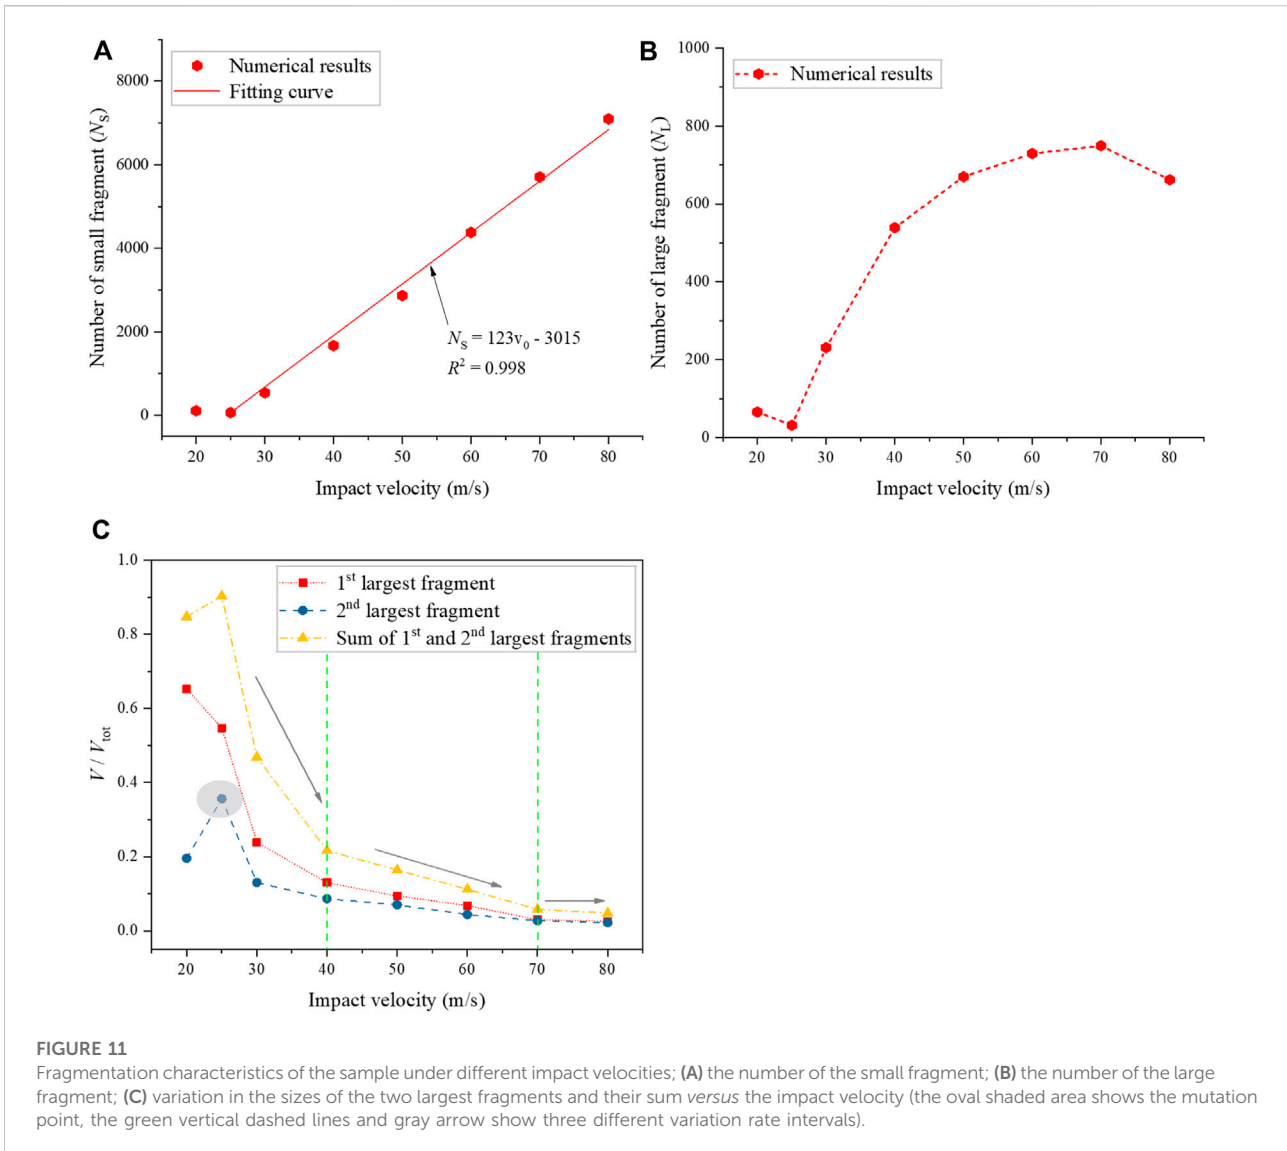 A
Numerical results
Fitting curve
Number of small fragment (N_S)
8000
6000
4000
2000
0
N_S = 123v_0 - 3015
R^2 = 0.998
20 30 40 50 60 70 80
Impact velocity (m/s)
B
Numerical results
Number of large fragment (N_L)
1000
800
600
400
200
0
20 30 40 50 60 70 80
Impact velocity (m/s)
C
1st largest fragment
2nd largest fragment
Sum of 1st and 2nd largest fragments
V / V_tot
1.0
0.8
0.6
0.4
0.2
0.0
20 30 40 50 60 70 80
Impact velocity (m/s)
FIGURE 11
Fragmentation characteristics of the sample under different impact velocities; (A) the number of the small fragment; (B) the number of the large
fragment; (C) variation in the sizes of the two largest fragments and their sum versus the impact velocity (the oval shaded area shows the mutation
point, the green vertical dashed lines and gray arrow show three different variation rate intervals).